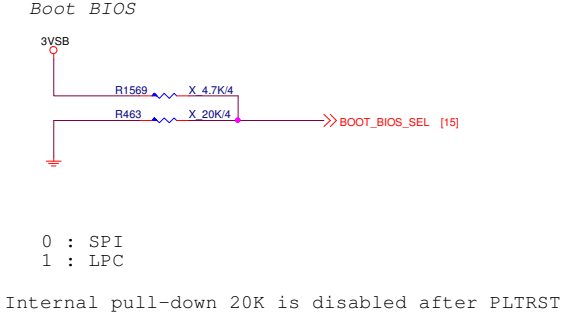 Boot BIOS
3VSB
R1569 X_4.7K/4
R463 X_20K/4
BOOT_BIOS_SEL [15]
0 : SPI
1 : LPC
Internal pull-down 20K is disabled after PLTRST